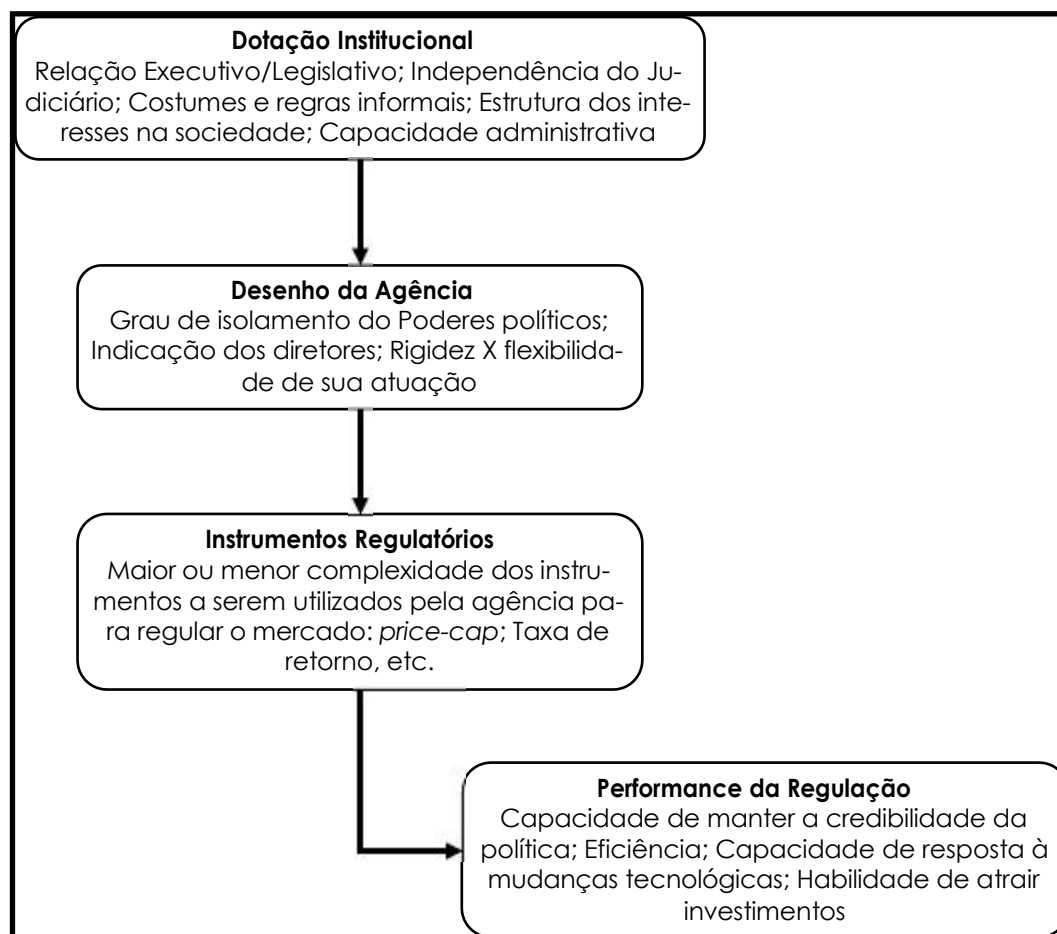 Dotação Institucional
Relação Executivo/Legislativo; Independência do Ju-
diciário; Costumes e regras informais; Estrutura dos inte-
resses na sociedade; Capacidade administrativa
Desenho da Agência
Grau de isolamento do Poderes políticos;
Indicação dos diretores; Rigidez X flexibilida-
de de sua atuação
Instrumentos Regulatórios
Maior ou menor complexidade dos instru-
mentos a serem utilizados pela agência pa-
ra regular o mercado: price-cap; Taxa de
retorno, etc.
Performance da Regulação
Capacidade de manter a credibilidade da
política; Eficiência; Capacidade de resposta à
mudanças tecnológicas; Habilidade de atrair
investimentos